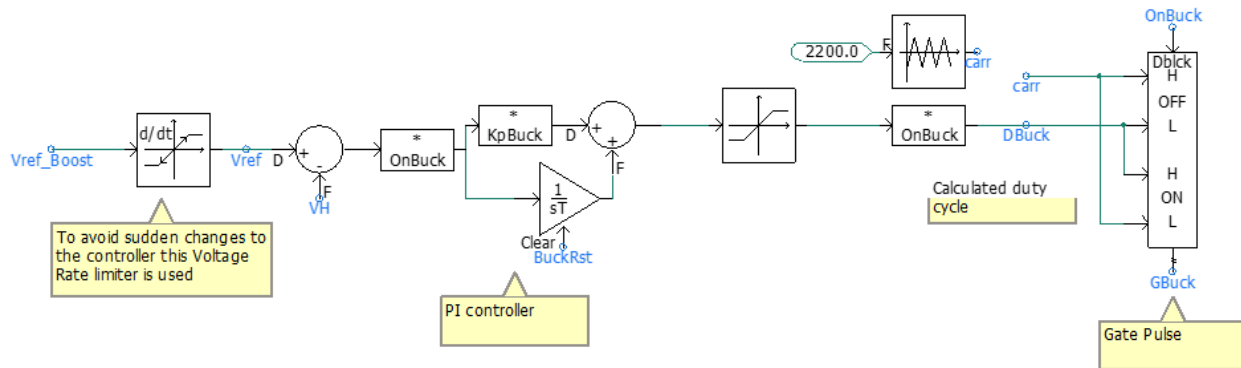 OnBuck
2200.0
F
carr
Dblck
H
OFF
L
H
ON
L
carr
d/dt
Vref_Boost
Vref
D
+
-
F
VH
*
OnBuck
*
KpBuck
D
+
+
F
1
sT
Clear
BuckRst
*
OnBuck
DBuck
Calculated duty
cycle
GBuck
To avoid sudden changes to
the controller this Voltage
Rate limiter is used
PI controller
Gate Pulse